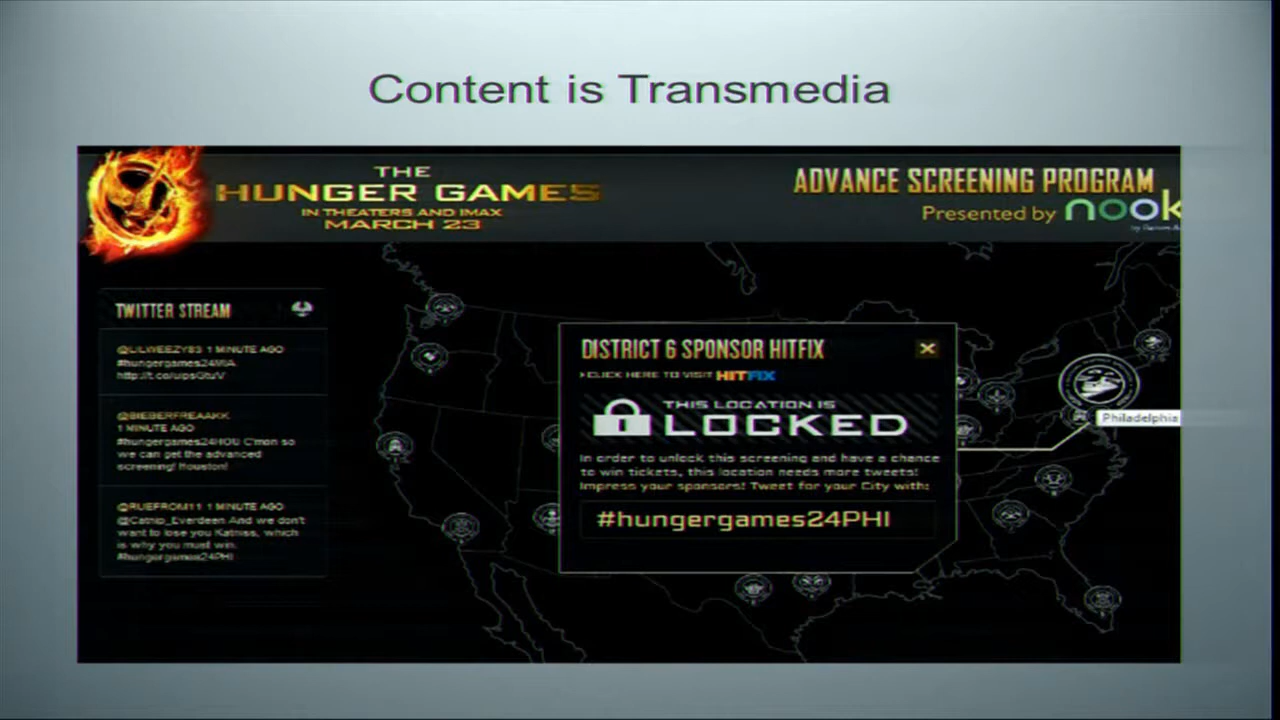 Content is Transmedia
THE
HUNGER GAMES
IN THEATERS AND IMAX
MARCH 23
ADVANCE SCREENING PROGRAM
Presented by nook
TWITTER STREAM
@LILWEEZY83 1 MINUTE AGO
#hungergames24MIA
@BIEBERFREAAKK
1 MINUTE AGO
#hungergames24HOU C'mon so
we can get the advanced
screening! Houston!
@RUEFROM11 1 MINUTE AGO
@Catnip_Everdeen And we don't
want to lose you Katniss, which
is why you must win.
#hungergames24PHI
DISTRICT 6 SPONSOR HITFIX
CLICK HERE TO VISIT HITFIX
THIS LOCATION IS
LOCKED
In order to unlock this screening and have a chance
to win tickets, this location needs more tweets!
Impress your sponsors! Tweet for your City with:
#hungergames24PHI
Philadelphia